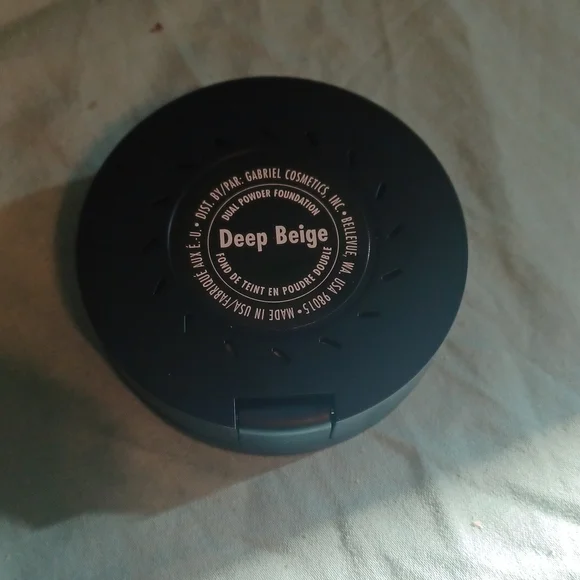 DIST. BY/PAR: GABRIEL COSMETICS, INC. • BELLEVUE, WA. USA 98015 • MADE IN USA/FABRIQUÉ AUX É.-U. •
DUAL POWDER FOUNDATION
Deep Beige
FOND DE TEINT EN POUDRE DOUBLE